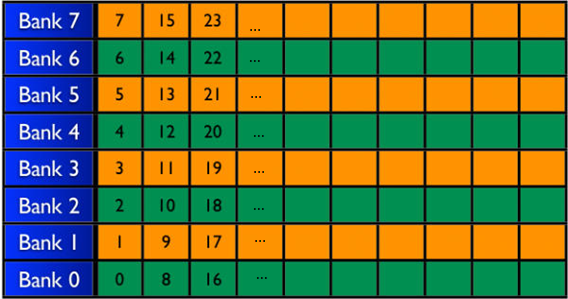 Bank 7 7 15 23 ...
Bank 6 6 14 22 ...
Bank 5 5 13 21 ...
Bank 4 4 12 20 ...
Bank 3 3 11 19 ...
Bank 2 2 10 18 ...
Bank 1 1 9 17 ...
Bank 0 0 8 16 ...